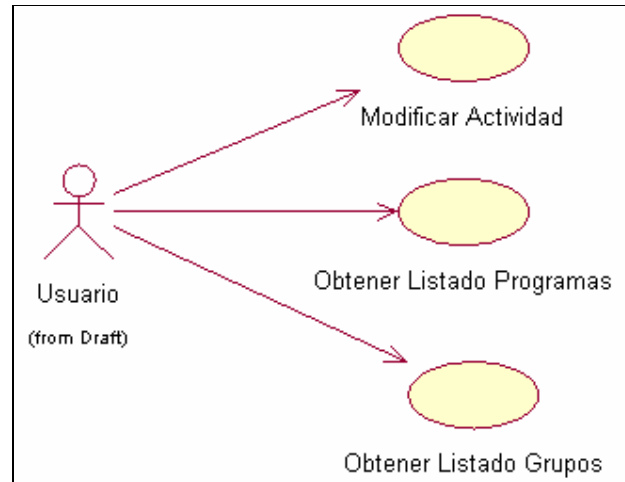 Modificar Actividad
Obtener Listado Programas
Usuario
(from Draft)
Obtener Listado Grupos